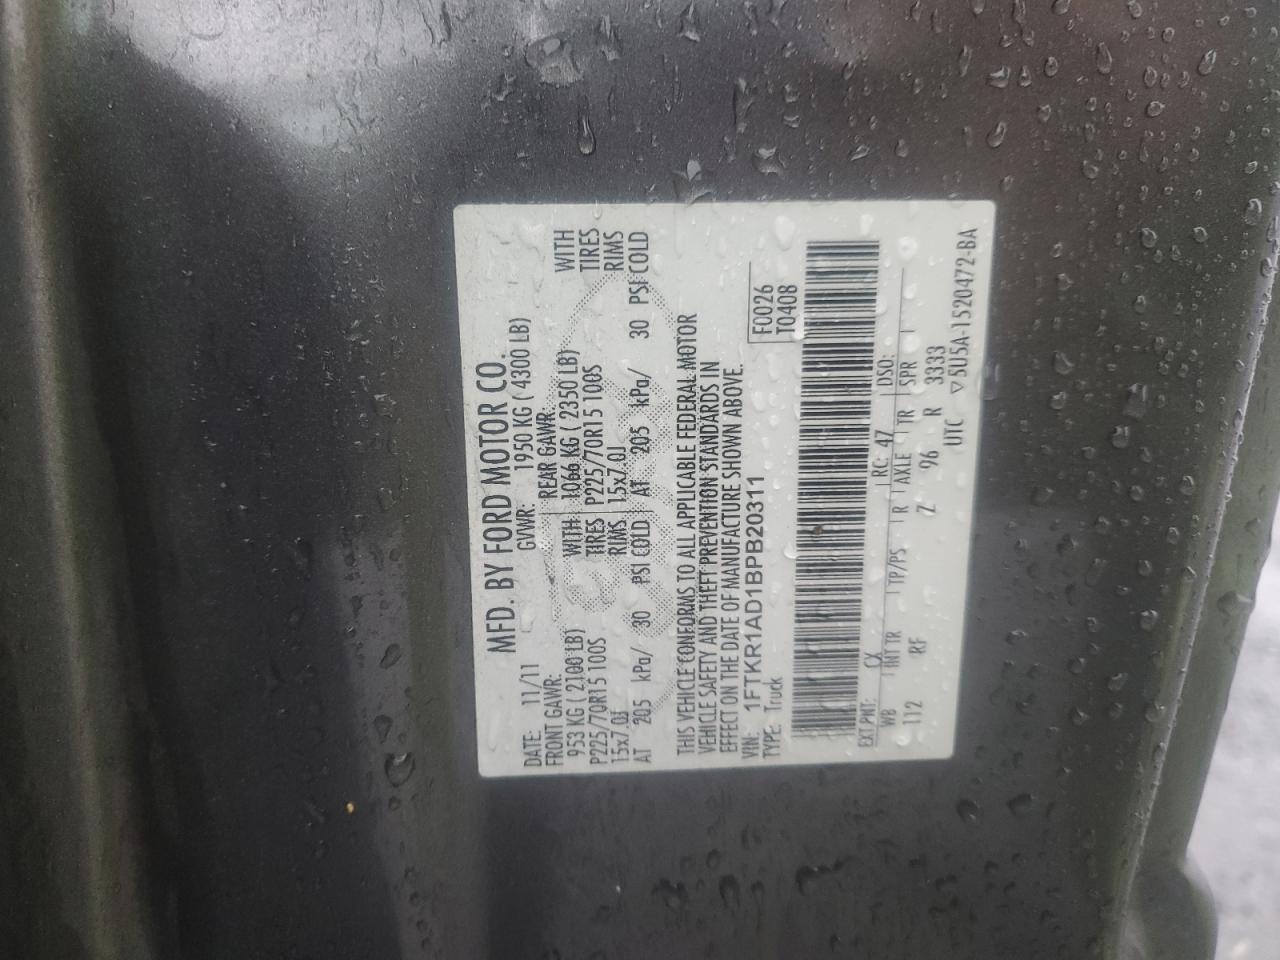 MFD. BY FORD MOTOR CO.
DATE: 11/11 GVWR: 1950 KG ( 4300 LB)
FRONT GAWR: REAR GAWR:
953 KG ( 2100 LB) WITH 1066 KG ( 2350 LB) WITH
P225/70R15 100S TIRES P225/70R15 100S TIRES
15x7.0J RIMS 15x7.0J RIMS
AT 205 kPa/ 30 PSI COLD AT 205 kPa/ 30 PSI COLD
THIS VEHICLE CONFORMS TO ALL APPLICABLE FEDERAL MOTOR
VEHICLE SAFETY AND THEFT PREVENTION STANDARDS IN
EFFECT ON THE DATE OF MANUFACTURE SHOWN ABOVE.
VIN: 1FTKR1AD1BPB20311 F0026
TYPE: Truck T0408
EXT PNT: CX RC: 47 DSO:
WB INT TR TP/PS R AXLE TR SPR
112 RF Z 96 R 3333
UTC ▽5U5A-1520472-BA